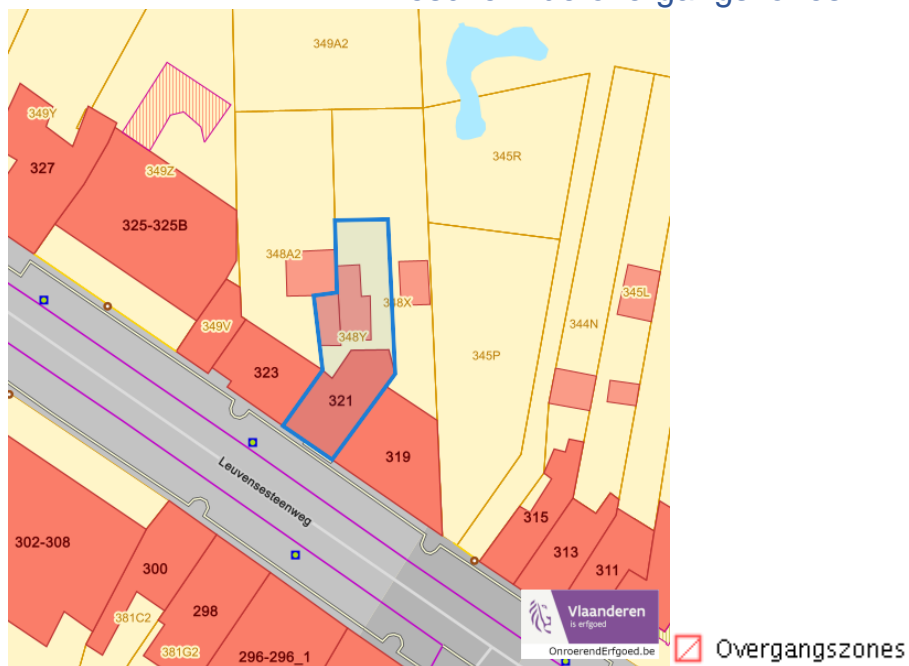 349A2
349Y
345R
327
349Z
325-325B
348A2
345L
348X
349V
344N
348Y
345P
323
321
319
Leuvensesteenweg
315
302-308
313
300
311
298
381C2
381G2
296-296_1
Vlaanderen
is erfgoed
OnroerendErfgoed.be
Overgangszones